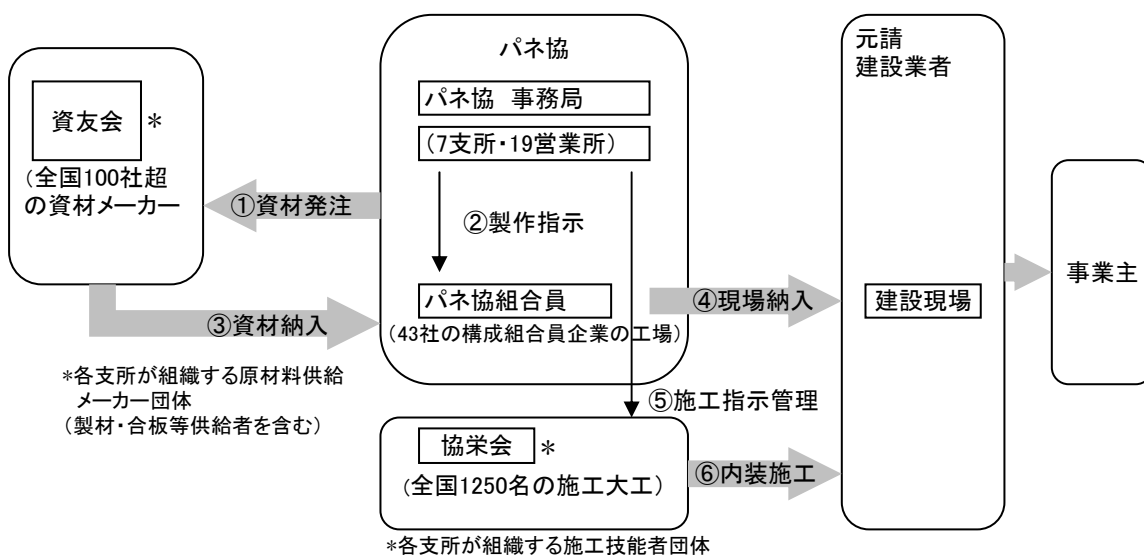 資友会 *
(全国100社超
の資材メーカー
①資材発注
③資材納入
*各支所が組織する原材料供給
メーカー団体
(製材・合板等供給者を含む)
パネ協
パネ協 事務局
(7支所・19営業所)
②製作指示
パネ協組合員
(43社の構成組合員企業の工場)
④現場納入
⑤施工指示管理
協栄会 *
(全国1250名の施工大工)
⑥内装施工
*各支所が組織する施工技能者団体
元請
建設業者
建設現場
事業主